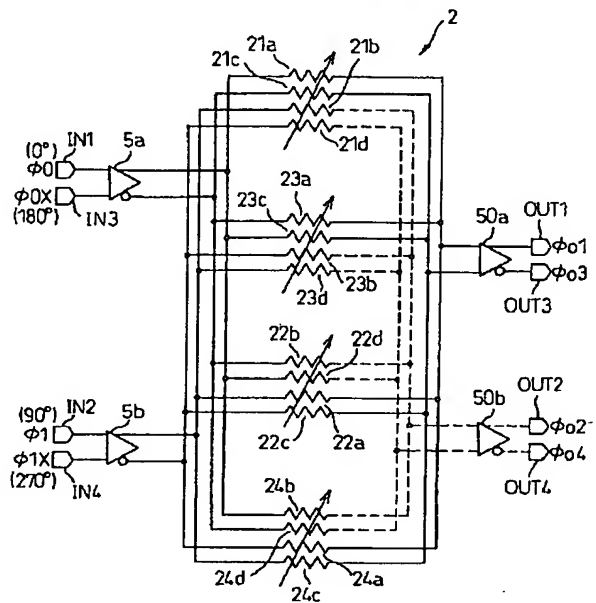 2
21a
21b
21c
21d
(0°)
IN1
5a
φ0
φ0X
(180°)
IN3
23a
23c
23b
23d
50a
OUT1
φo1
φo3
OUT3
22b
22d
22c
22a
(90°)
IN2
5b
φ1
φ1X
(270°)
IN4
50b
OUT2
φo2
φo4
OUT4
24b
24d
24a
24c